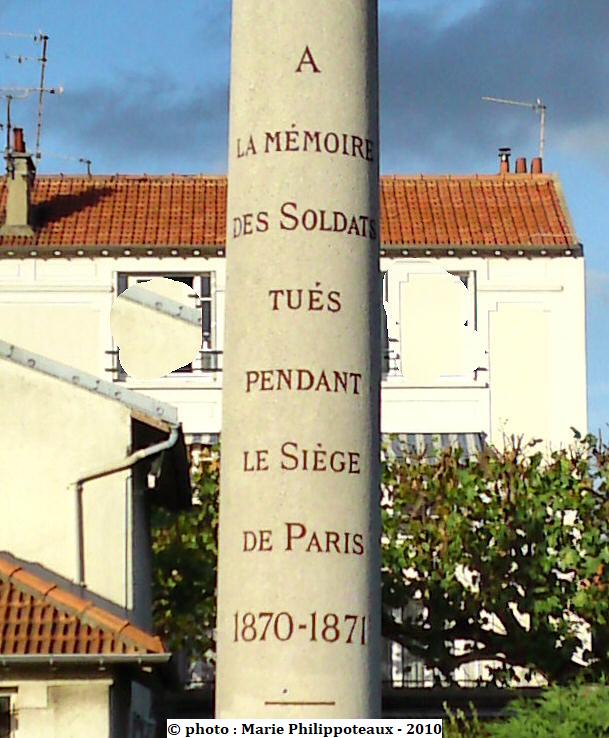 A
LA MÉMOIRE
DES SOLDATS
TUÉS
PENDANT
LE SIÈGE
DE PARIS
1870-1871
© photo : Marie Philippoteaux - 2010